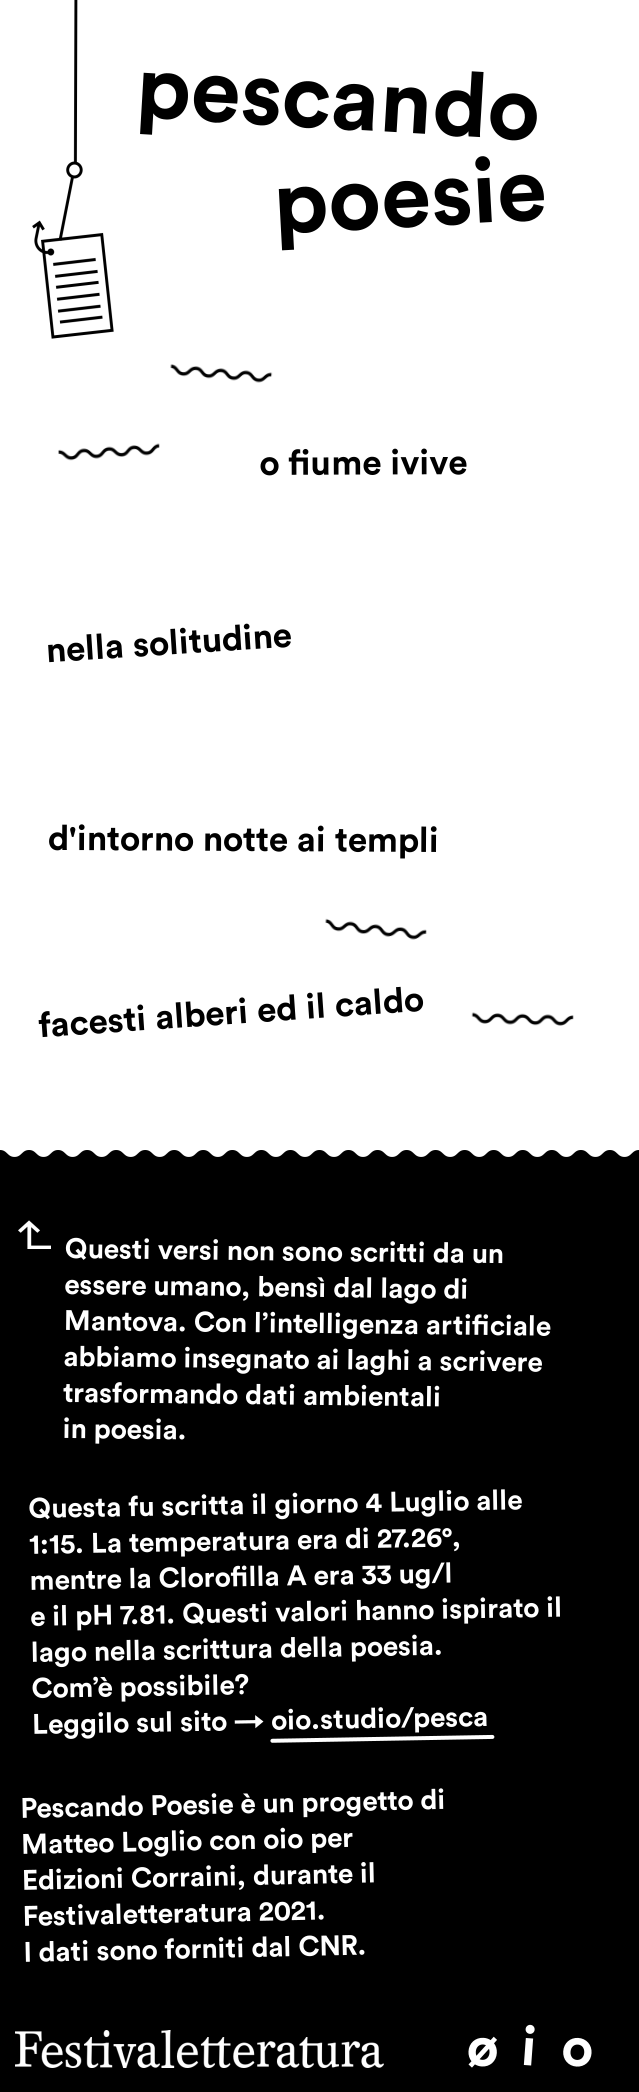 pescando
poesie
o fiume ivive
nella solitudine
d'intorno notte ai templi
facesti alberi ed il caldo
Questi versi non sono scritti da un
essere umano, bensì dal lago di
Mantova. Con l’intelligenza artificiale
abbiamo insegnato ai laghi a scrivere
trasformando dati ambientali
in poesia.
Questa fu scritta il giorno 4 Luglio alle
1:15. La temperatura era di 27.26°,
mentre la Clorofilla A era 33 ug/l
e il pH 7.81. Questi valori hanno ispirato il
lago nella scrittura della poesia.
Com’è possibile?
Leggilo sul sito → oio.studio/pesca
Pescando Poesie è un progetto di
Matteo Loglio con oio per
Edizioni Corraini, durante il
Festivaletteratura 2021.
I dati sono forniti dal CNR.
Festivaletteratura ø i o